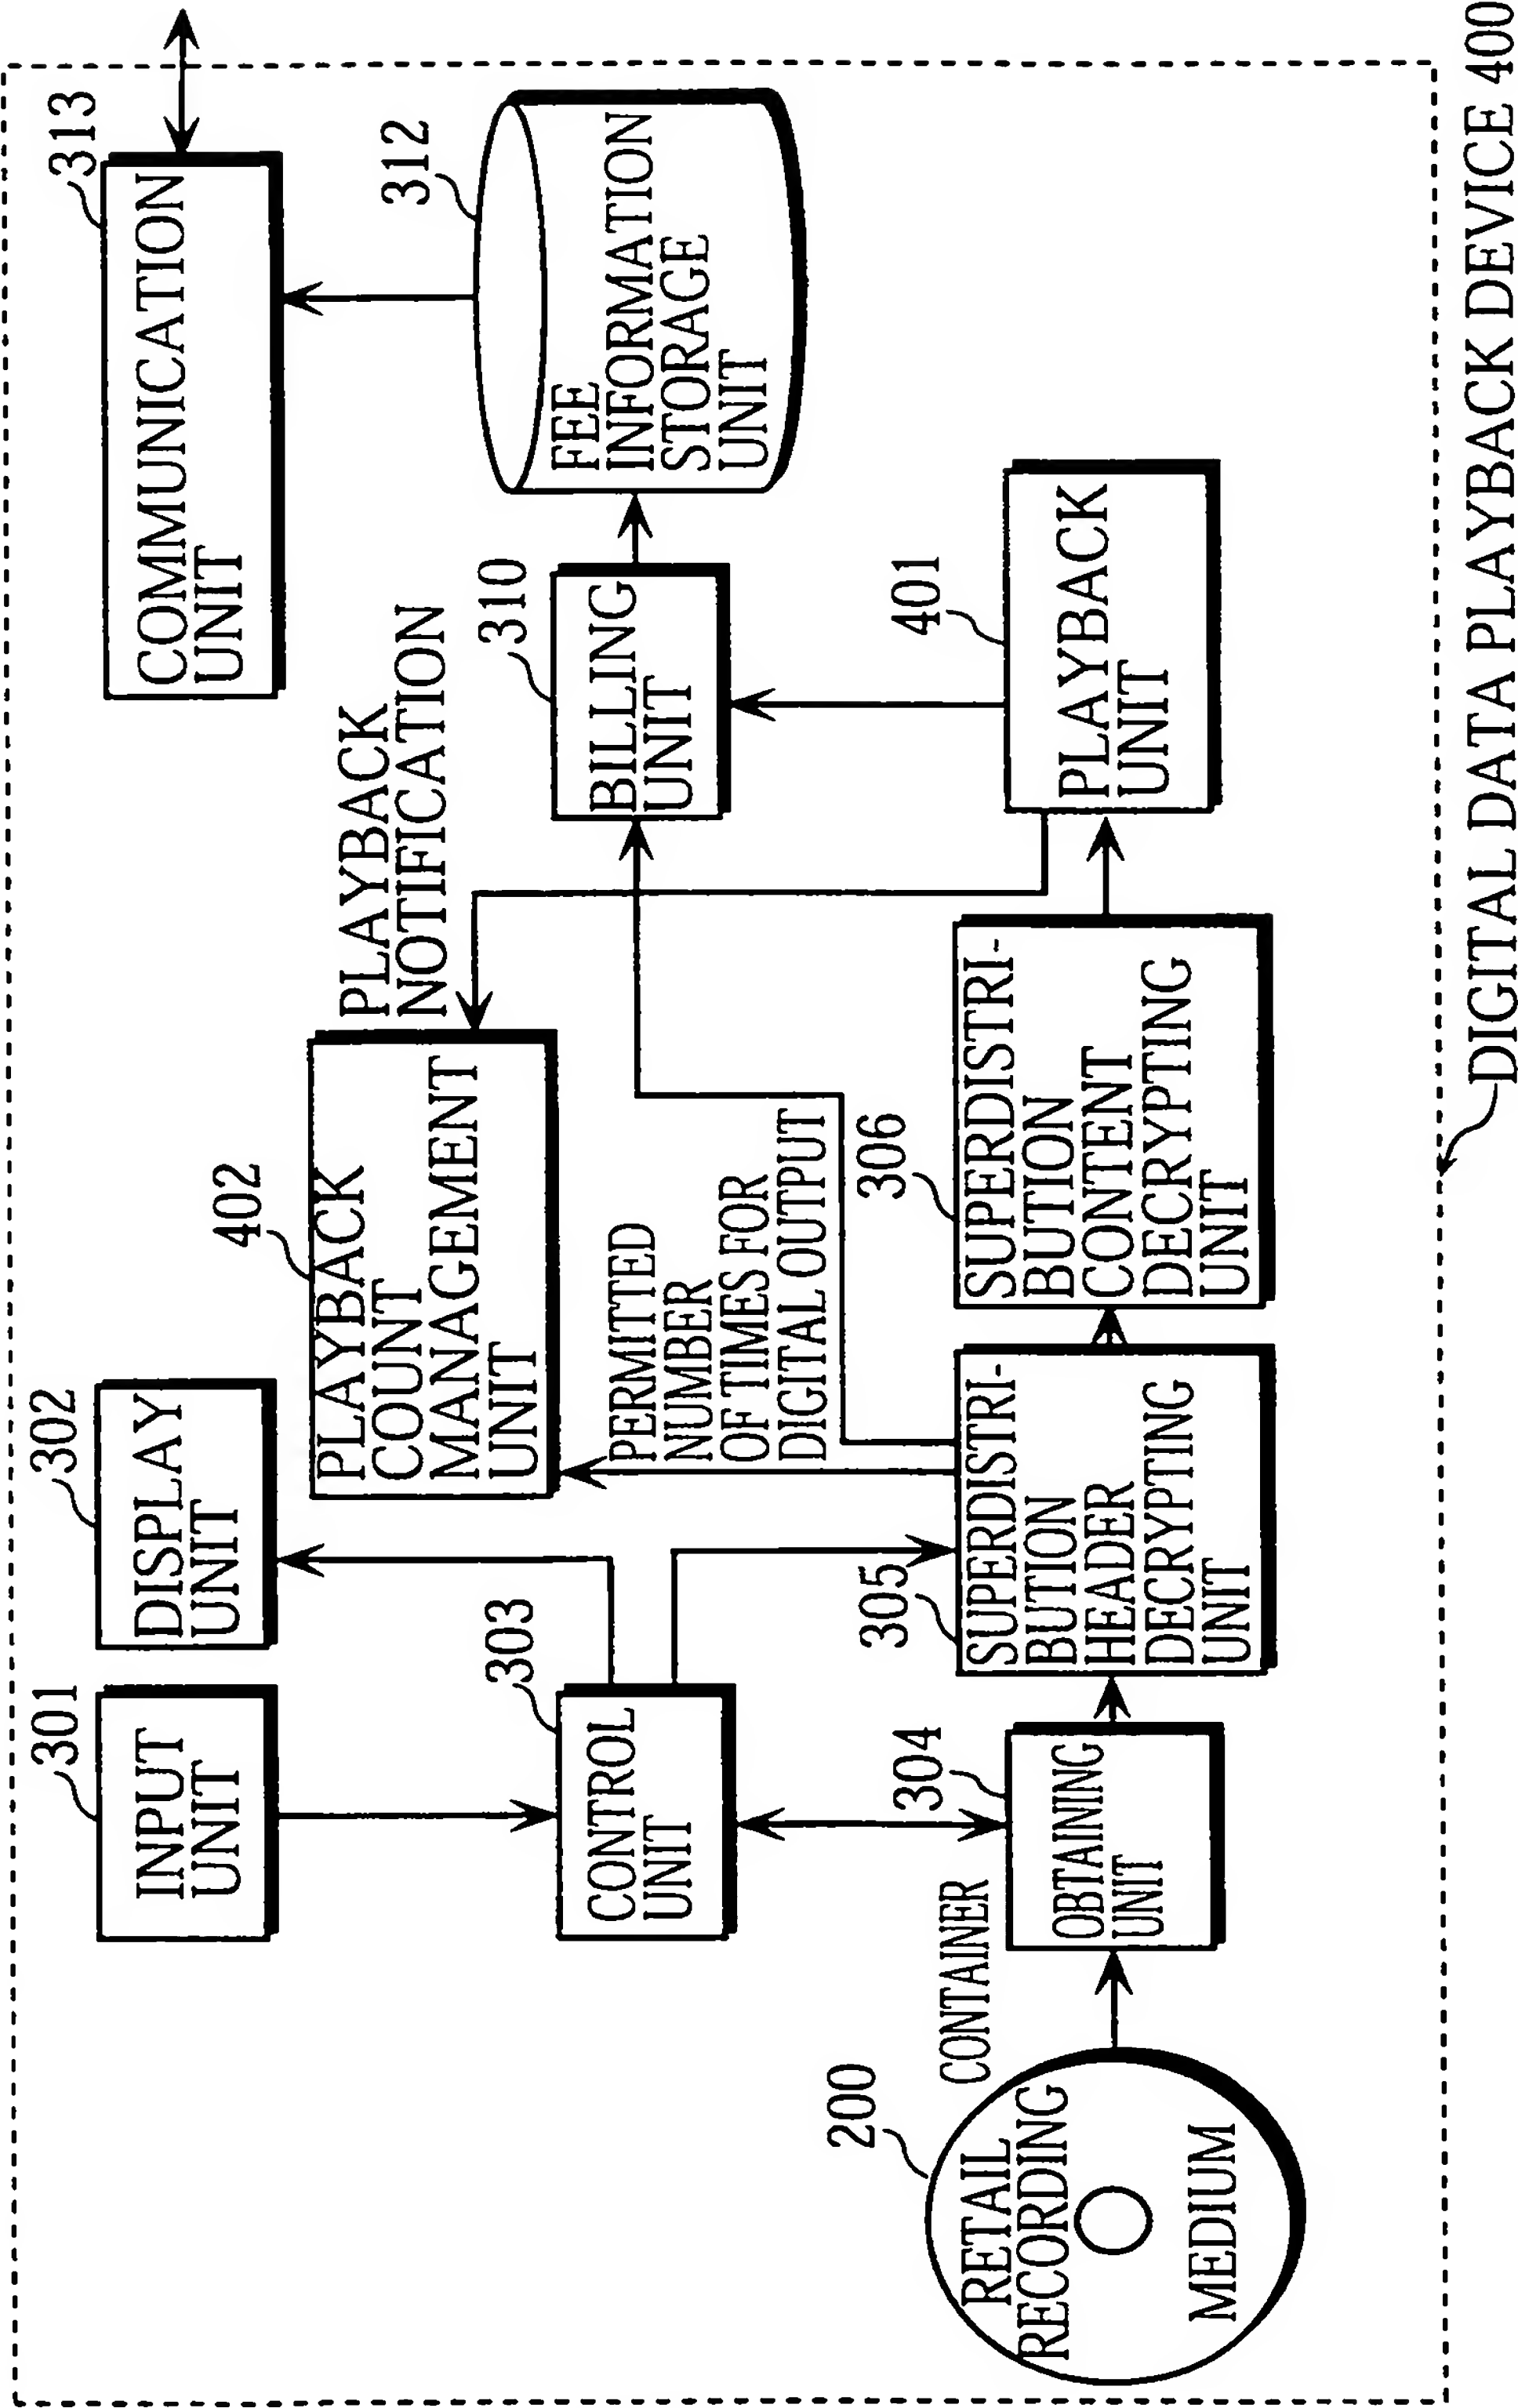 301
INPUT
UNIT
302
DISPLAY
UNIT
313
COMMUNICATION
UNIT
402
PLAYBACK
COUNT
MANAGEMENT
UNIT
PLAYBACK
NOTIFICATION
312
FEE
INFORMATION
STORAGE
UNIT
303
CONTROL
UNIT
PERMITTED
NUMBER
OF TIMES FOR
DIGITAL OUTPUT
310
BILLING
UNIT
200
RETAIL
RECORDING
MEDIUM
CONTAINER
304
OBTAINING
UNIT
305
SUPERDISTRI-
BUTION
HEADER
DECRYPTING
UNIT
306
SUPERDISTRI-
BUTION
CONTENT
DECRYPTING
UNIT
401
PLAYBACK
UNIT
DIGITAL DATA PLAYBACK DEVICE 400